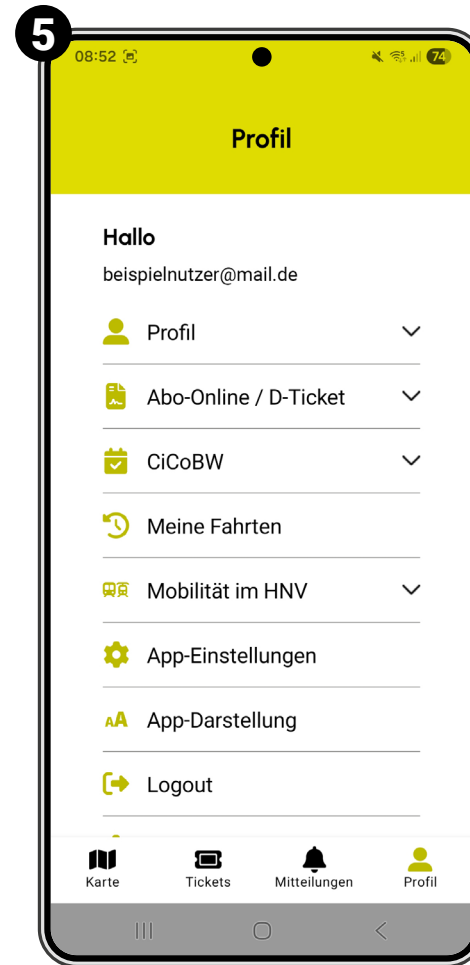 5
08:52
74
Profil
Hallo
beispielnutzer@mail.de
Profil
Abo-Online / D-Ticket
CiCoBW
Meine Fahrten
Mobilität im HNV
App-Einstellungen
AA App-Darstellung
Logout
Karte Tickets Mitteilungen Profil